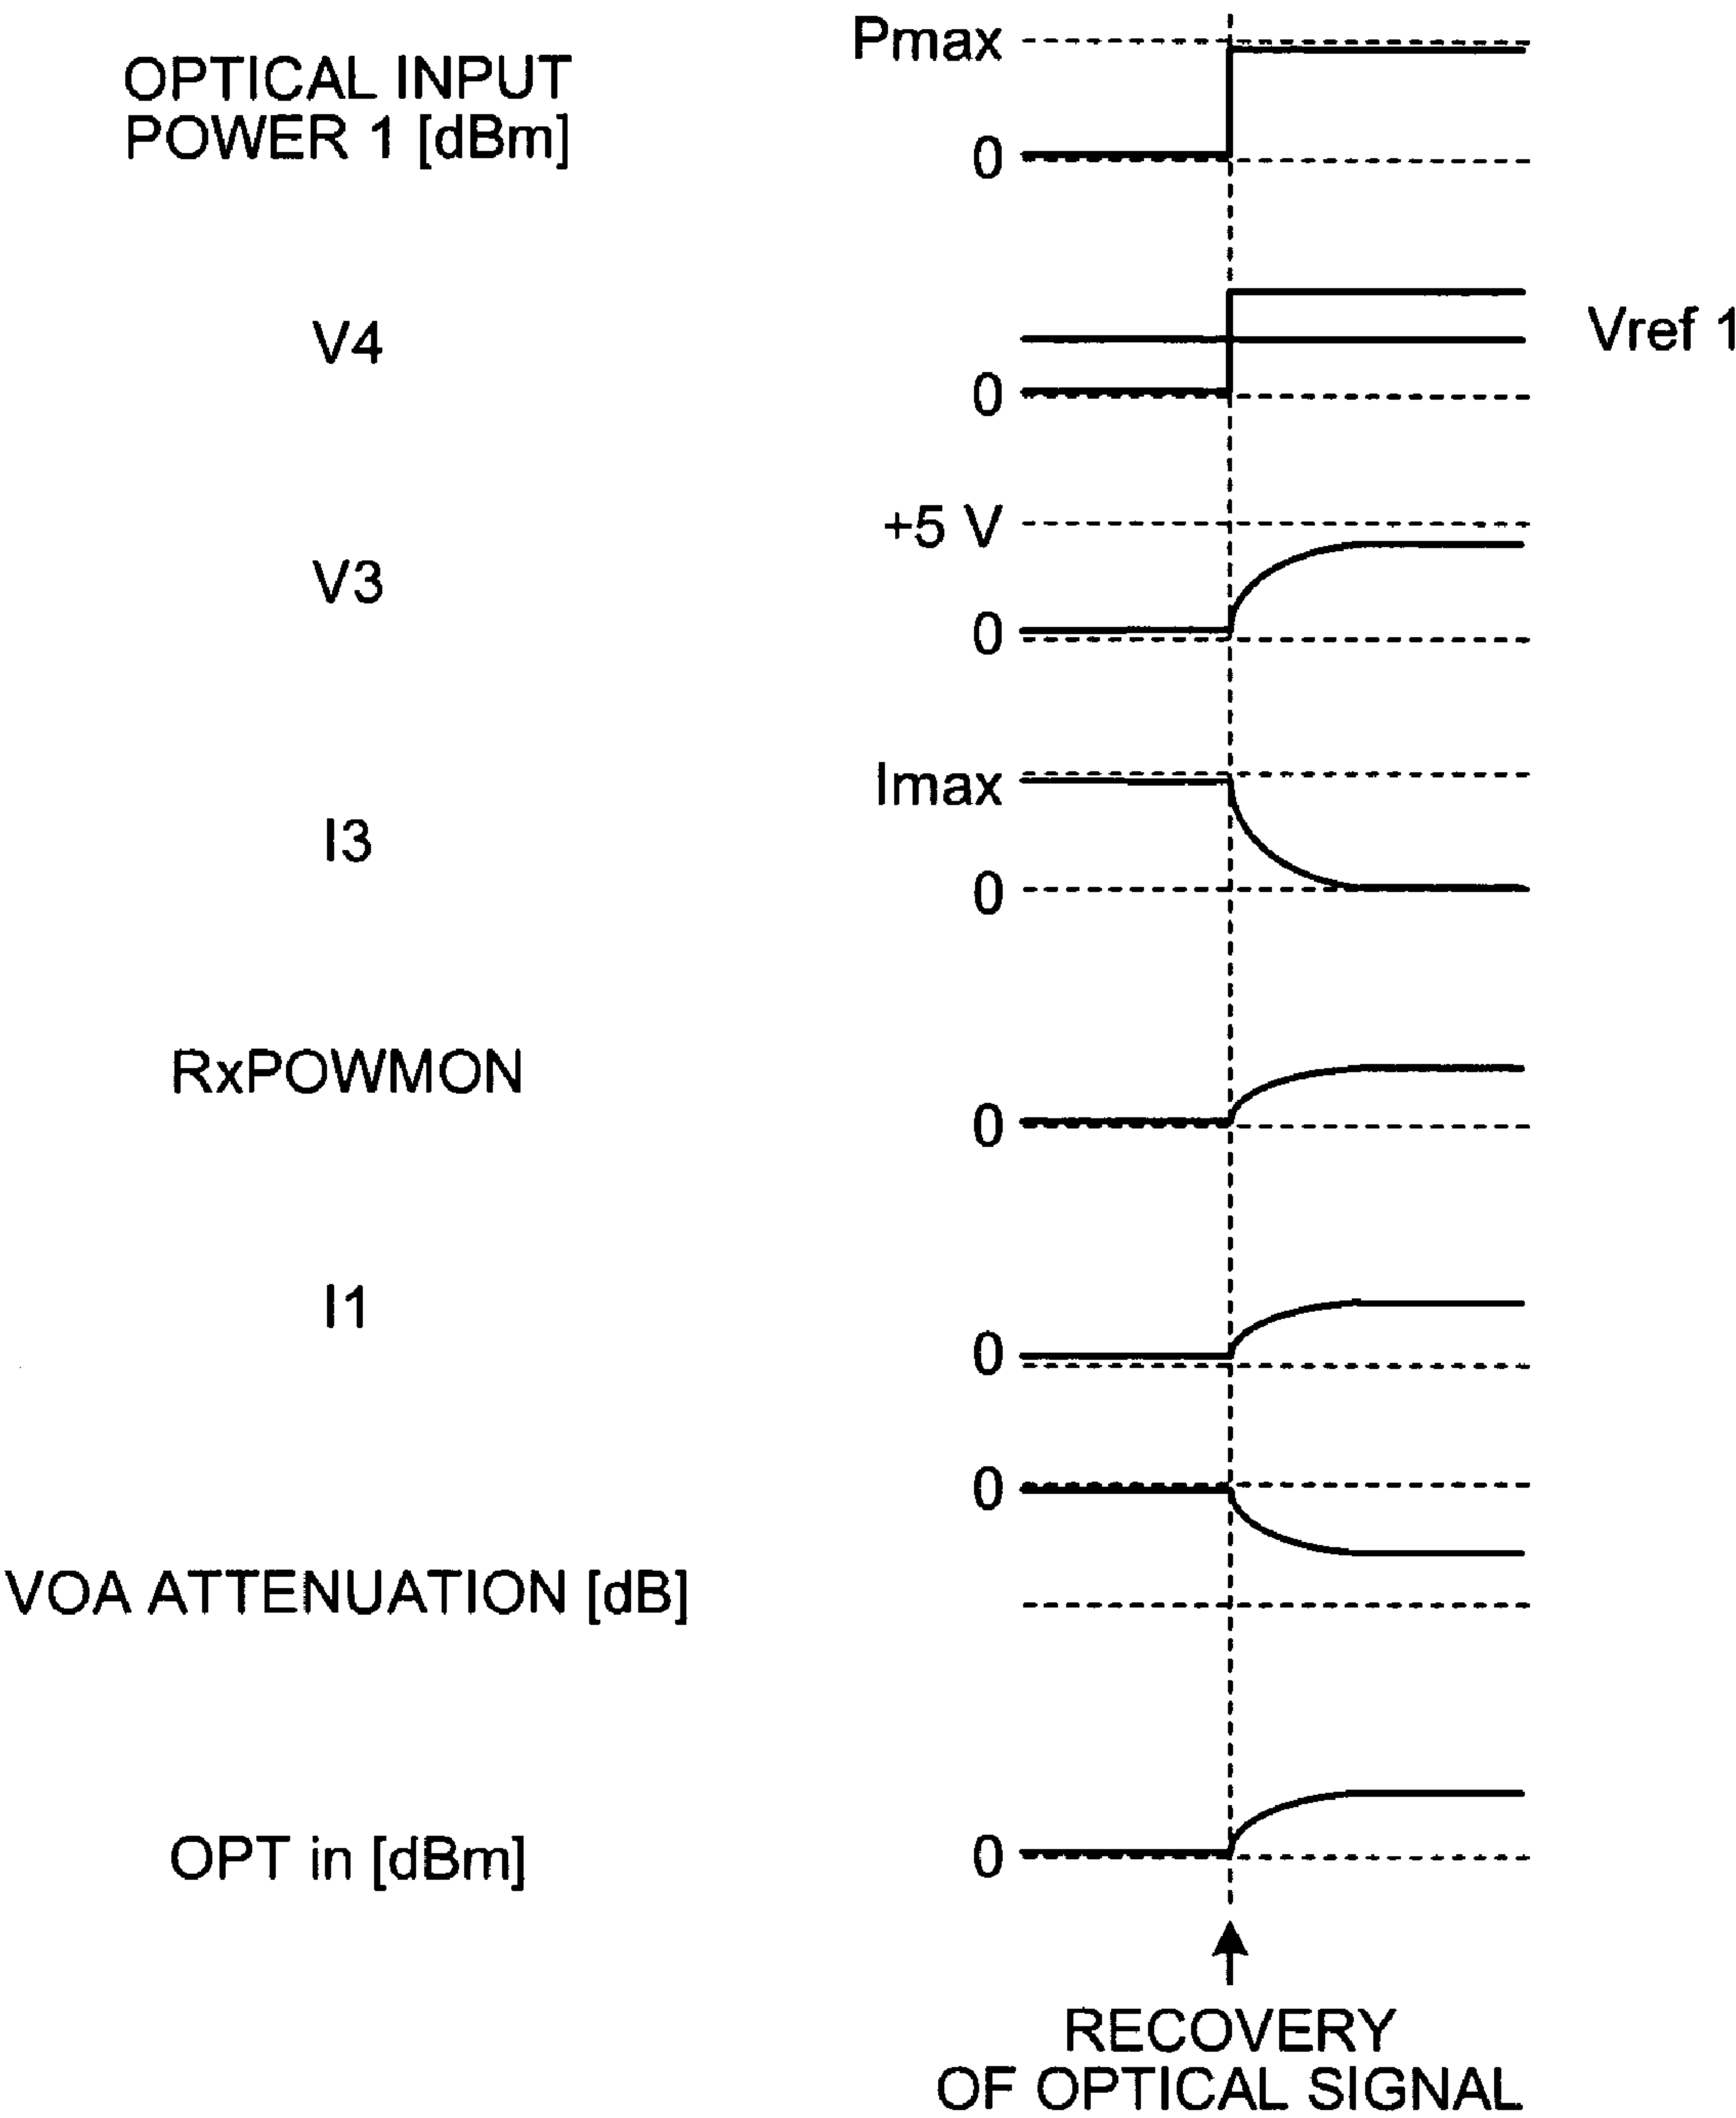 OPTICAL INPUT
POWER 1 [dBm]
Pmax
0
V4
Vref 1
0
V3
+5 V
0
I3
Imax
0
RxPOWMON
0
I1
0
VOA ATTENUATION [dB]
0
OPT in [dBm]
0
RECOVERY
OF OPTICAL SIGNAL